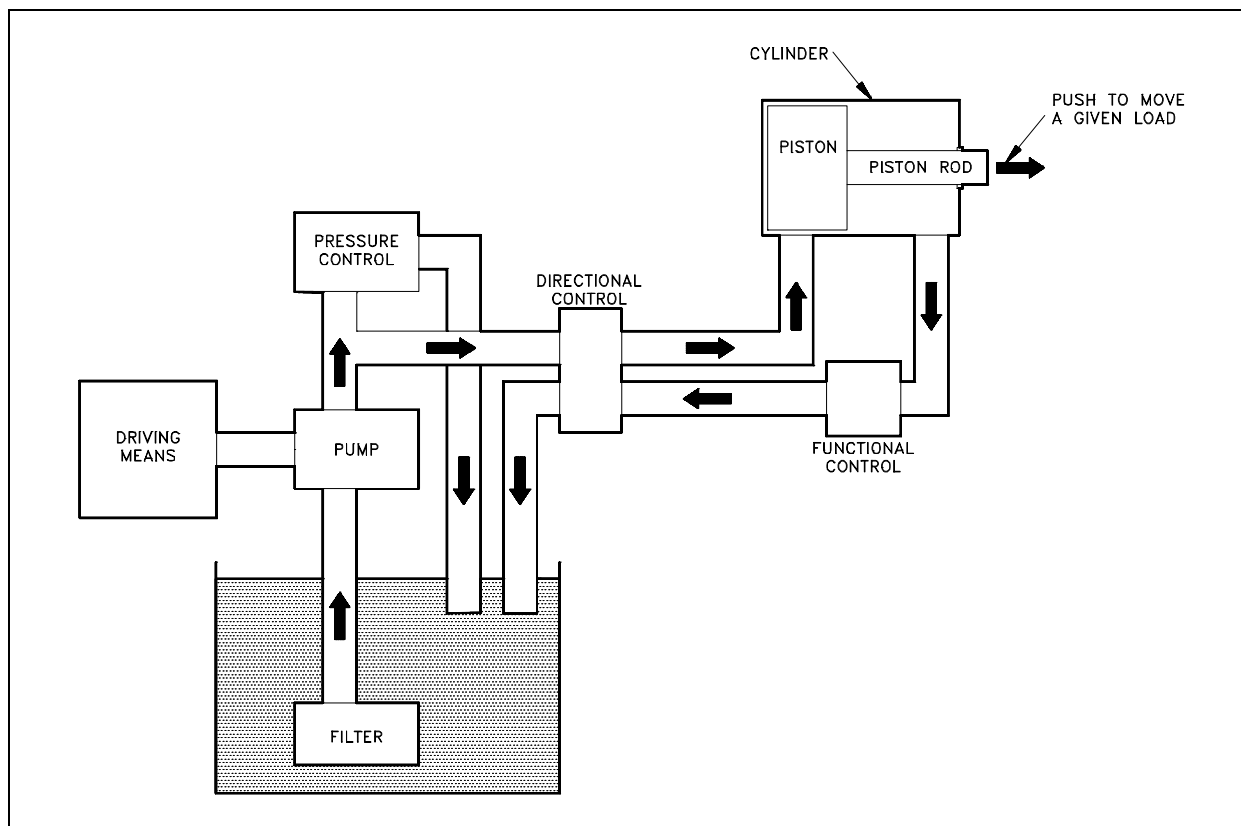 CYLINDER
PUSH TO MOVE
A GIVEN LOAD
PISTON
PISTON ROD
PRESSURE
CONTROL
DIRECTIONAL
CONTROL
DRIVING
MEANS
PUMP
FUNCTIONAL
CONTROL
FILTER